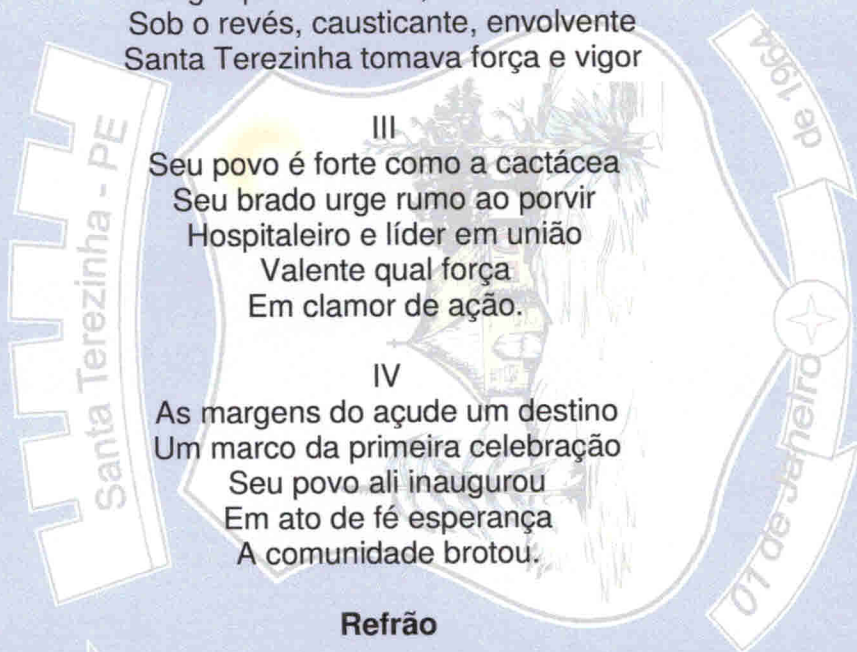 Sob o revés, causticante, envolvente
Santa Terezinha tomava força e vigor
III
Seu povo é forte como a cactácea
Seu brado urge rumo ao porvir
Hospitaleiro e líder em união
Valente qual força
Em clamor de ação.
IV
As margens do açude um destino
Um marco da primeira celebração
Seu povo ali inaugurou
Em ato de fé esperança
A comunidade brotou.
Refrão
Santa Terezinha - PE
01 de Janeiro
de 1964